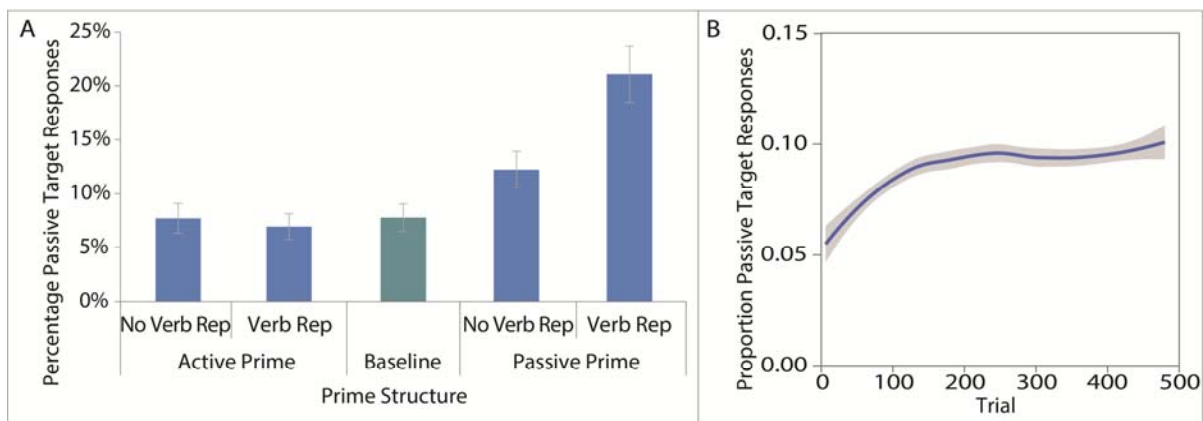 A
Percentage Passive Target Responses
25%
20%
15%
10%
5%
0%
No Verb Rep Verb Rep No Verb Rep Verb Rep
Active Prime Baseline Passive Prime
Prime Structure
B
Proportion Passive Target Responses
0.15
0.10
0.05
0.00
0 100 200 300 400 500
Trial